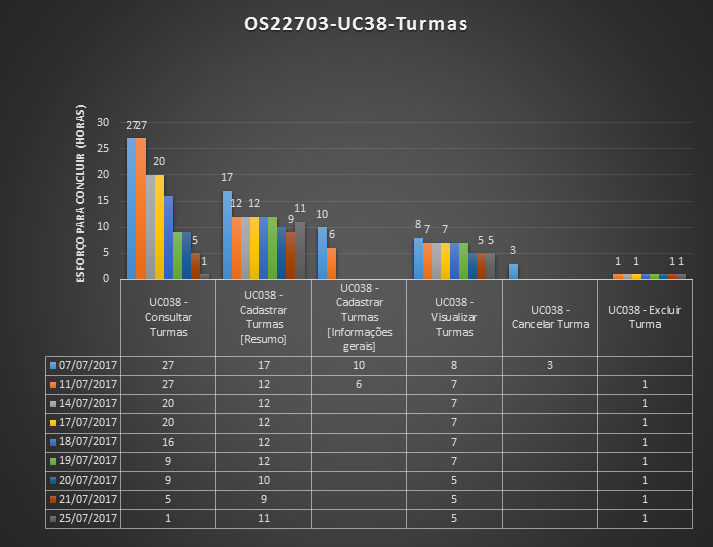 OS22703-UC38-Turmas
ESFORÇO PARA CONCLUIR (HORAS)
30
25
20
15
10
5
0
27 27 20 5 1
17 12 12 9 11
10 6
8 7 7 5 5
3
1 1 1 1
UC038 - Consultar Turmas
UC038 - Cadastrar Turmas [Resumo]
UC038 - Cadastrar Turmas [Informações gerais]
UC038 - Visualizar Turmas
UC038 - Cancelar Turma
UC038 - Excluir Turma
07/07/2017 27 17 10 8 3
11/07/2017 27 12 6 7 1
14/07/2017 20 12 7 1
17/07/2017 20 12 7 1
18/07/2017 16 12 7 1
19/07/2017 9 12 7 1
20/07/2017 9 10 5 1
21/07/2017 5 9 5 1
25/07/2017 1 11 5 1